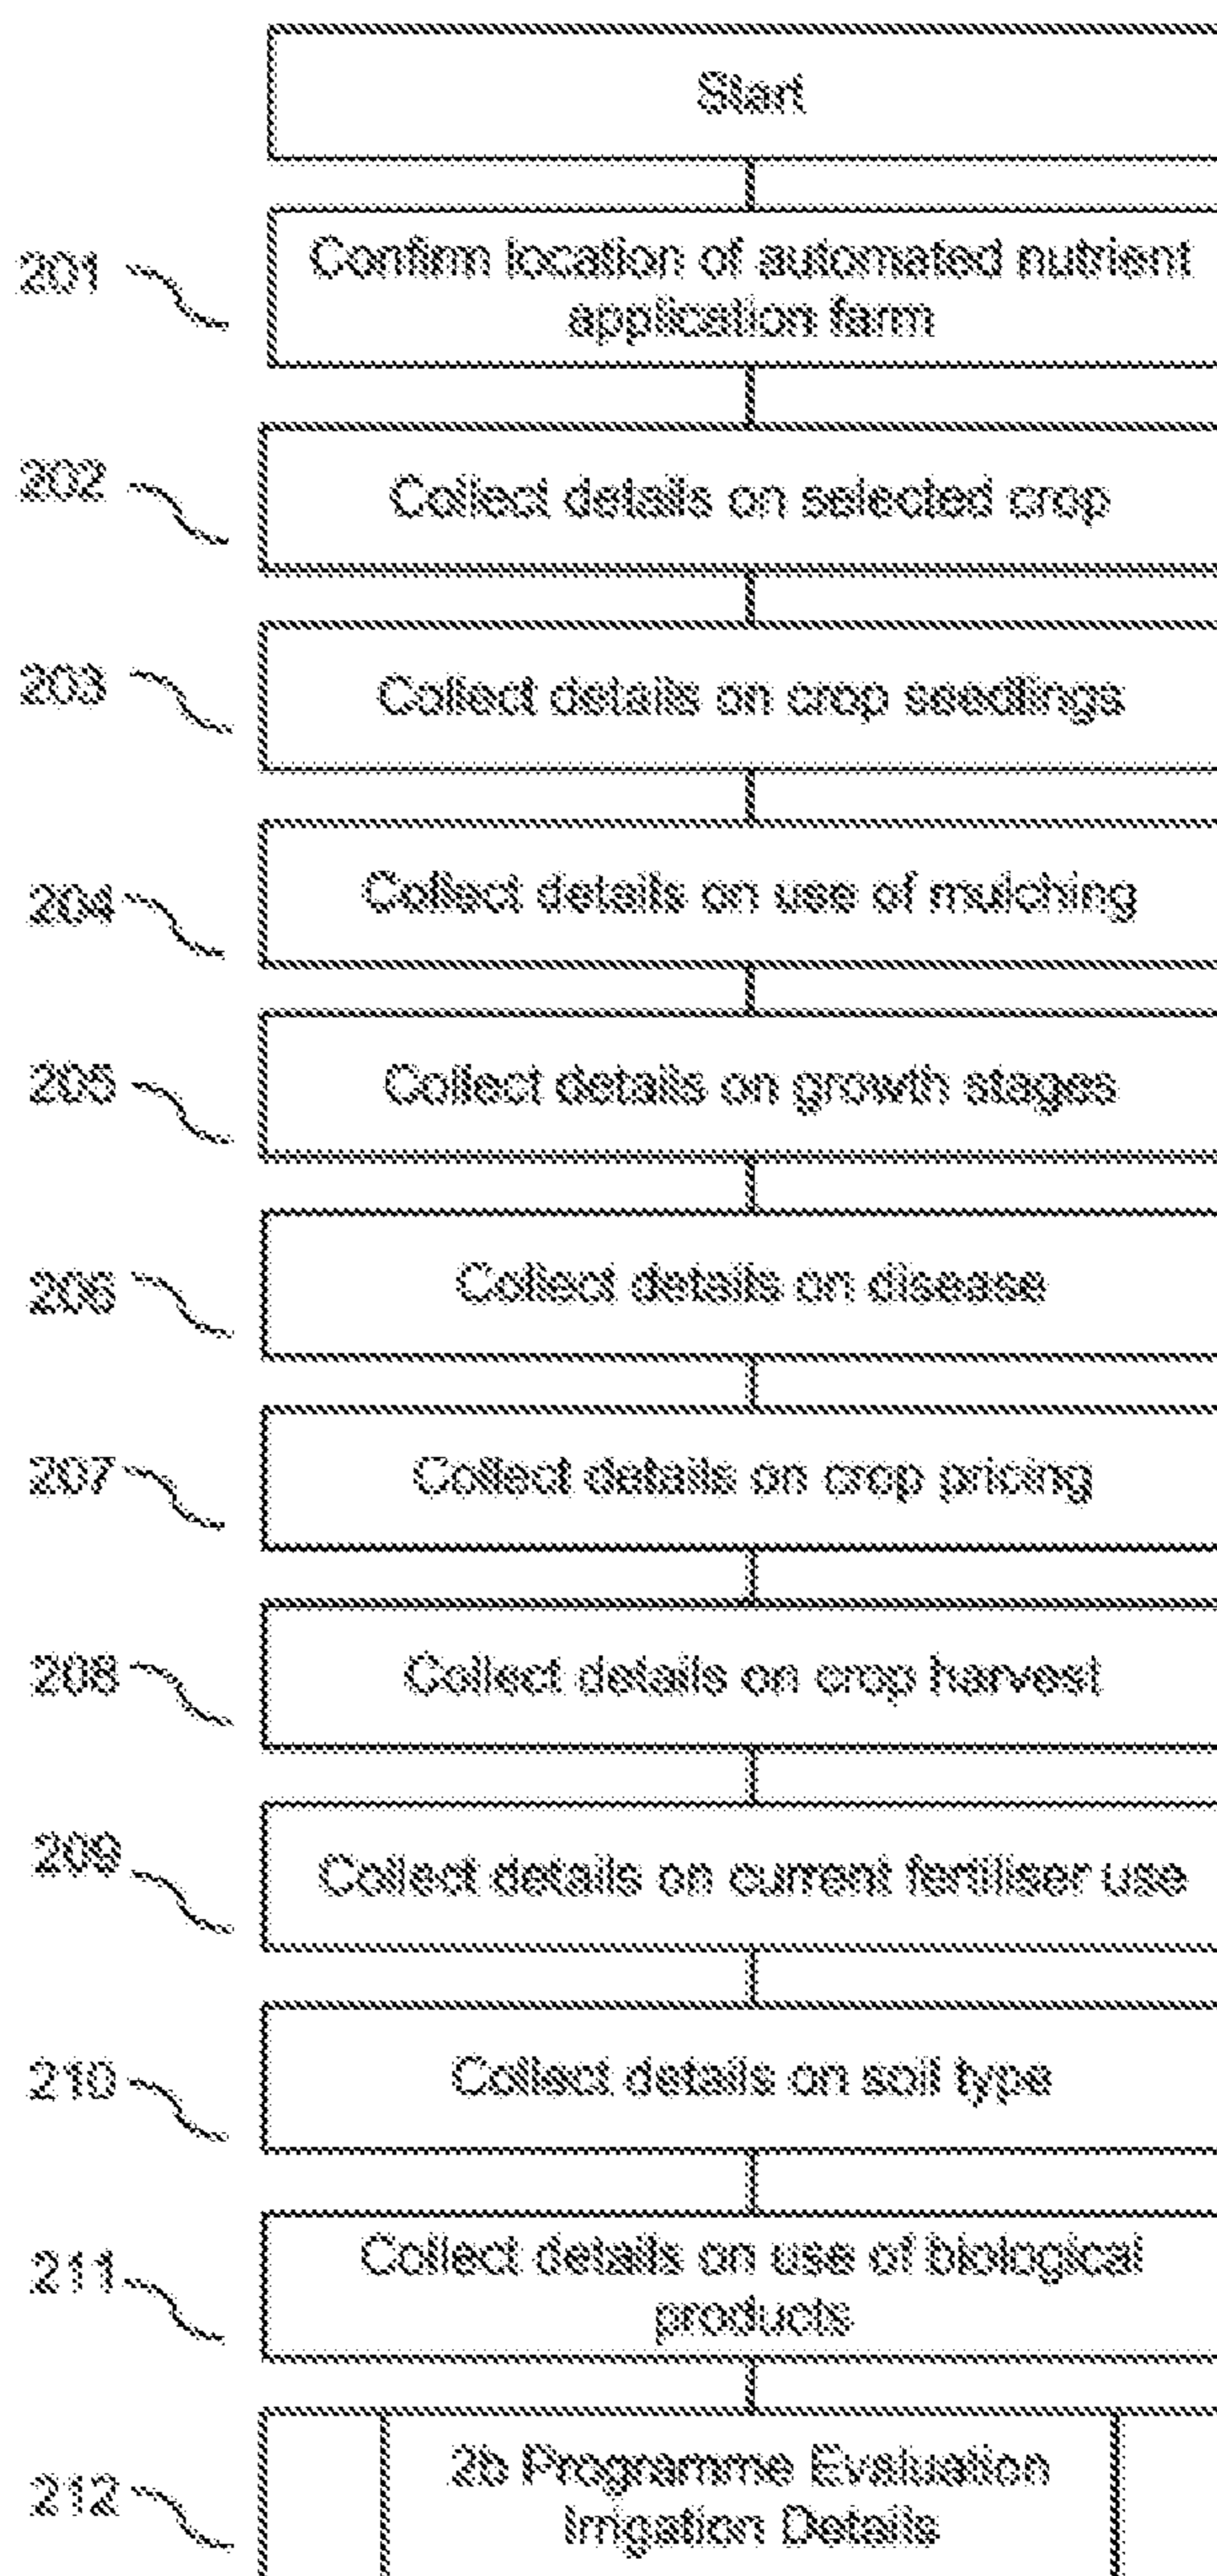 Start
201
Confirm location of automated nutrient
application farm
202
Collect details on selected crop
203
Collect details on crop seedlings
204
Collect details on use of mulching
205
Collect details on growth stages
206
Collect details on disease
207
Collect details on crop pricing
208
Collect details on crop harvest
209
Collect details on current fertiliser use
210
Collect details on soil type
211
Collect details on use of biological
products
212
2b Programme Evaluation
Irrigation Details